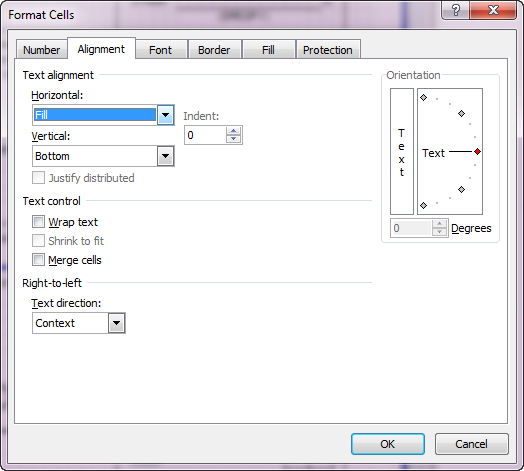 Format Cells
Number Alignment Font Border Fill Protection
Text alignment
Horizontal:
Fill
Indent:
0
Vertical:
Bottom
Justify distributed
Text control
Wrap text
Shrink to fit
Merge cells
Right-to-left
Text direction:
Context
Orientation
Text
Text
0 Degrees
OK Cancel